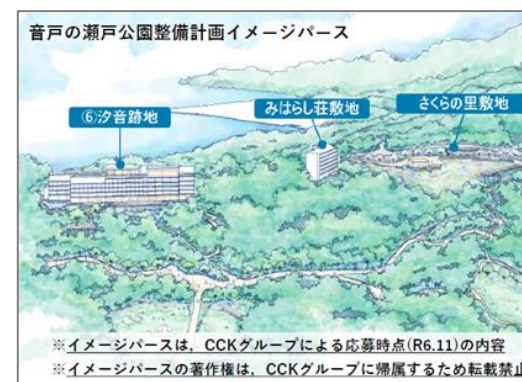 音戸の瀬戸公園整備計画イメージパース
⑥汐音跡地
みはらし荘敷地
さくらの里敷地
※イメージパースは，CCKグループによる応募時点(R6.11)の内容
※イメージパースの著作権は，CCKグループに帰属するため転載禁止